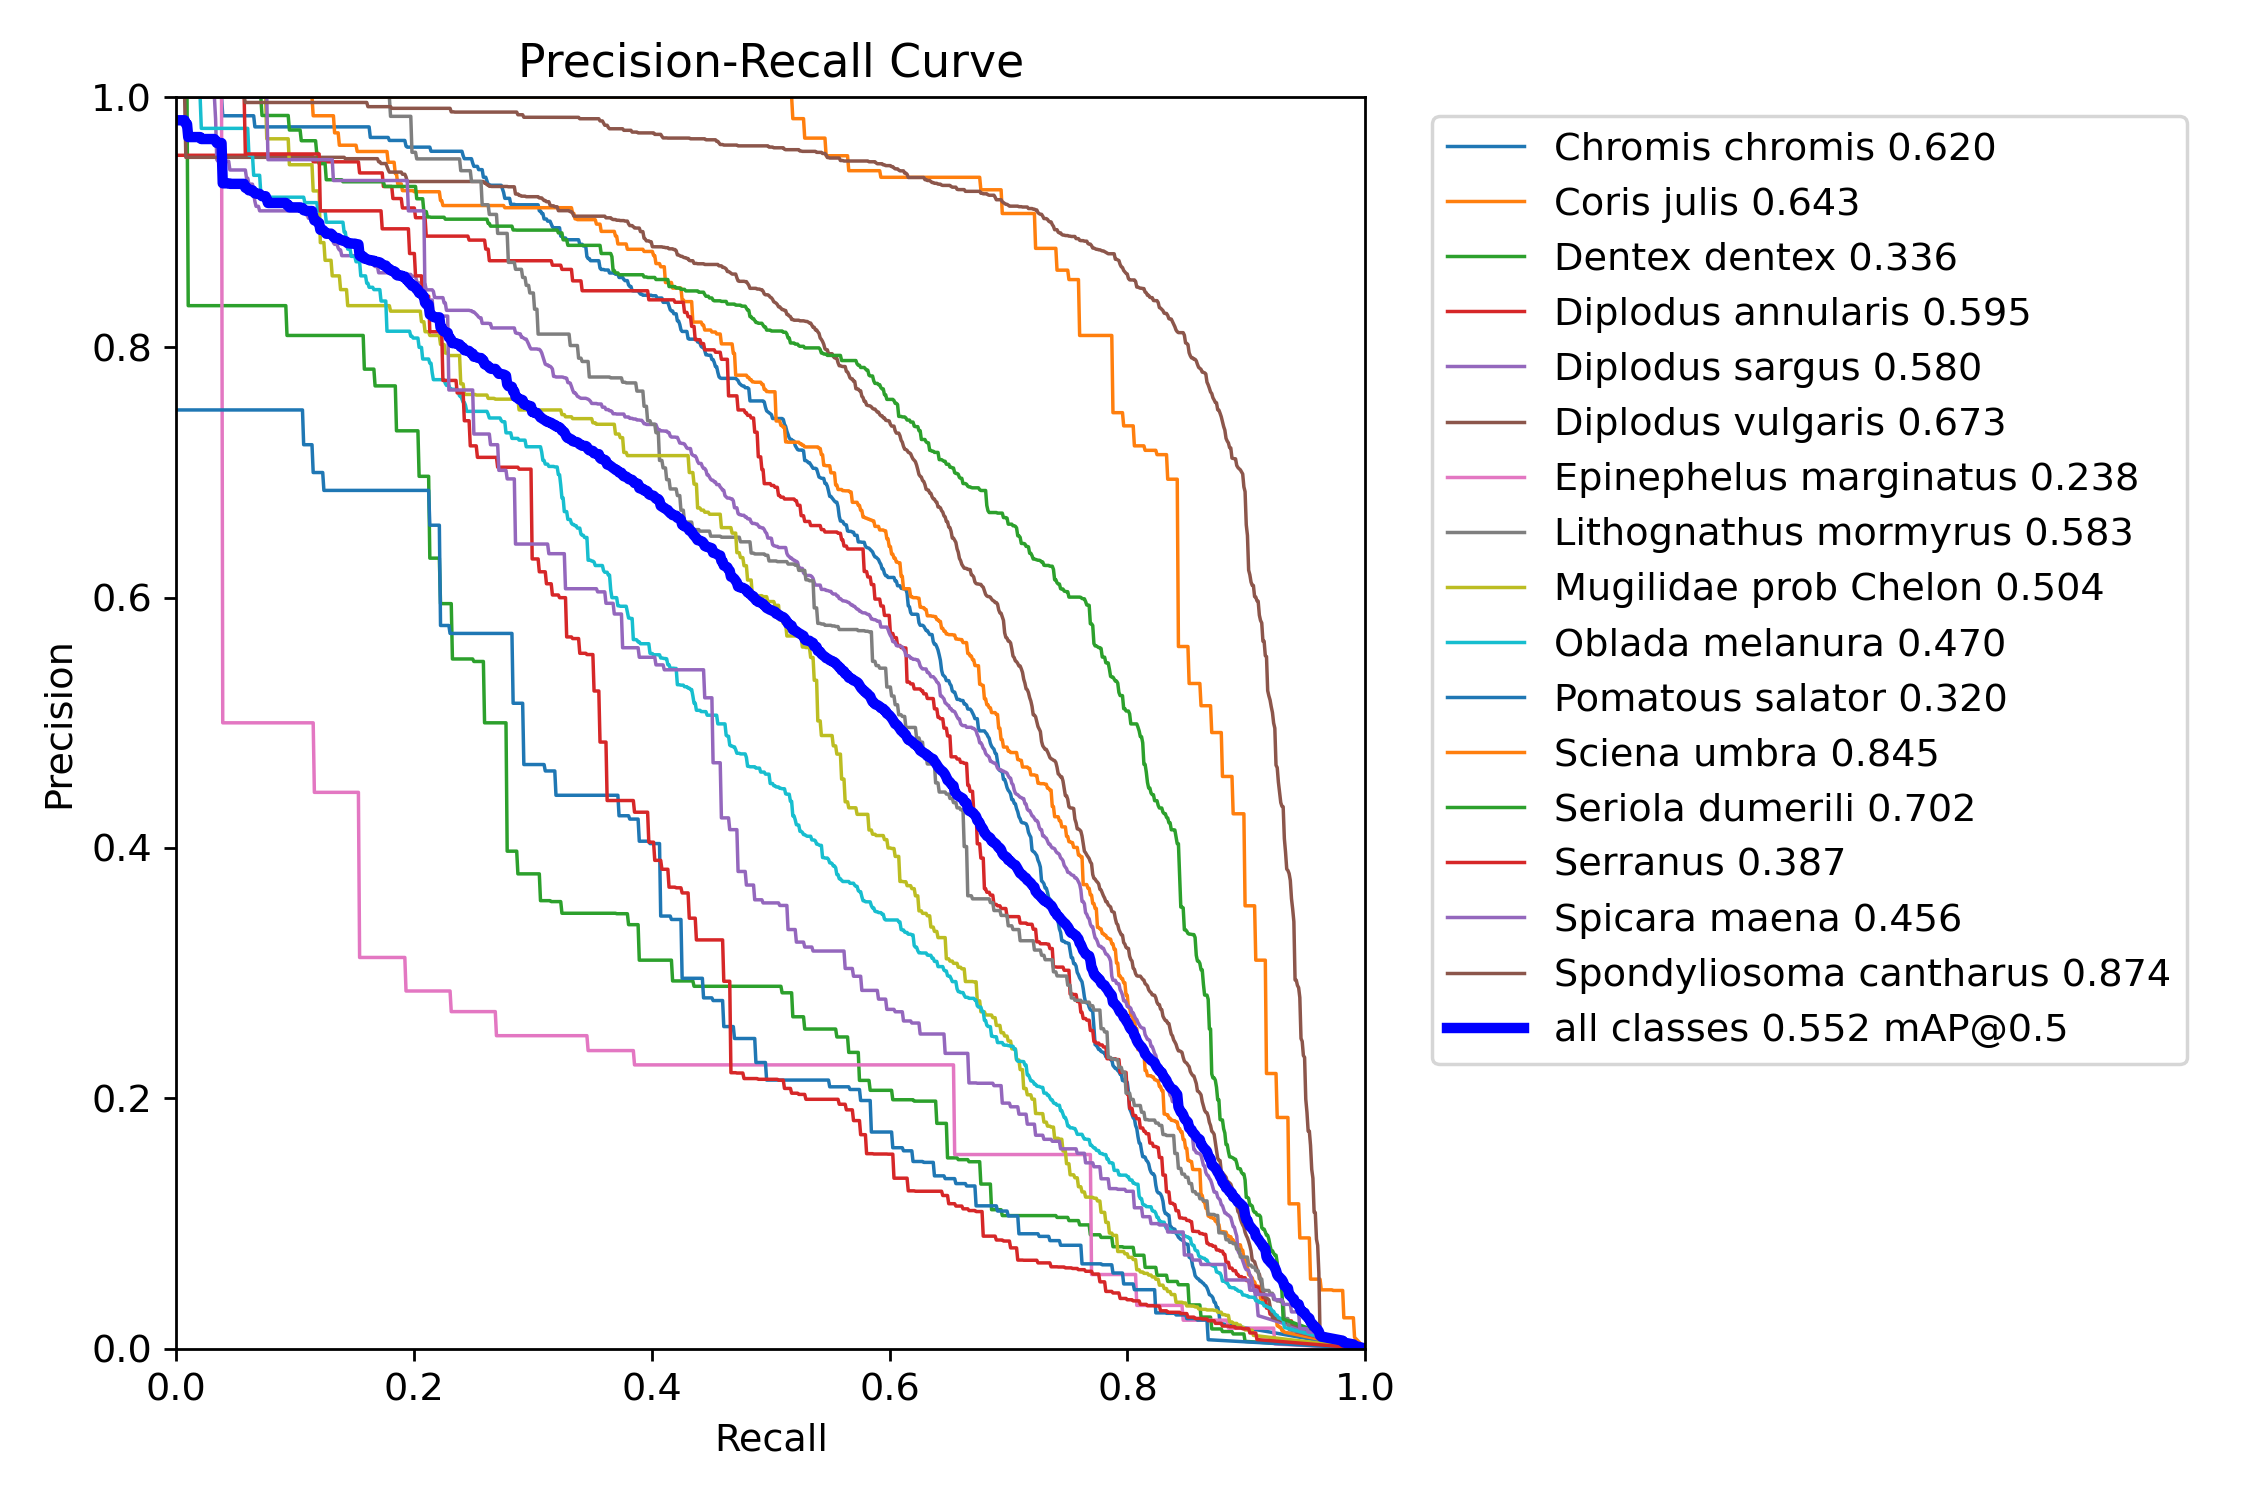 Precision-Recall Curve
1.0
0.8
0.6
0.4
0.2
0.0
Precision
0.0 0.2 0.4 0.6 0.8 1.0
Recall
Chromis chromis 0.620
Coris julis 0.643
Dentex dentex 0.336
Diplodus annularis 0.595
Diplodus sargus 0.580
Diplodus vulgaris 0.673
Epinephelus marginatus 0.238
Lithognathus mormyrus 0.583
Mugilidae prob Chelon 0.504
Oblada melanura 0.470
Pomatous salator 0.320
Sciena umbra 0.845
Seriola dumerili 0.702
Serranus 0.387
Spicara maena 0.456
Spondyliosoma cantharus 0.874
all classes 0.552 mAP@0.5